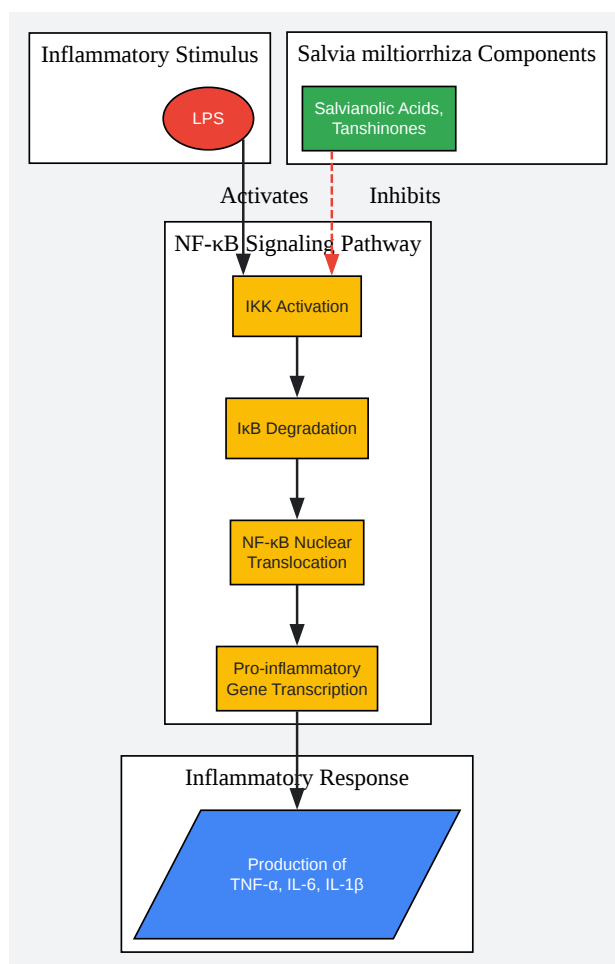 Inflammatory Stimulus
Salvia miltiorrhiza Components
LPS
Salvianolic Acids,
Tanshinones
Activates
Inhibits
NF-κB Signaling Pathway
IKK Activation
IκB Degradation
NF-κB Nuclear
Translocation
Pro-inflammatory
Gene Transcription
Inflammatory Response
Production of
TNF-α, IL-6, IL-1β